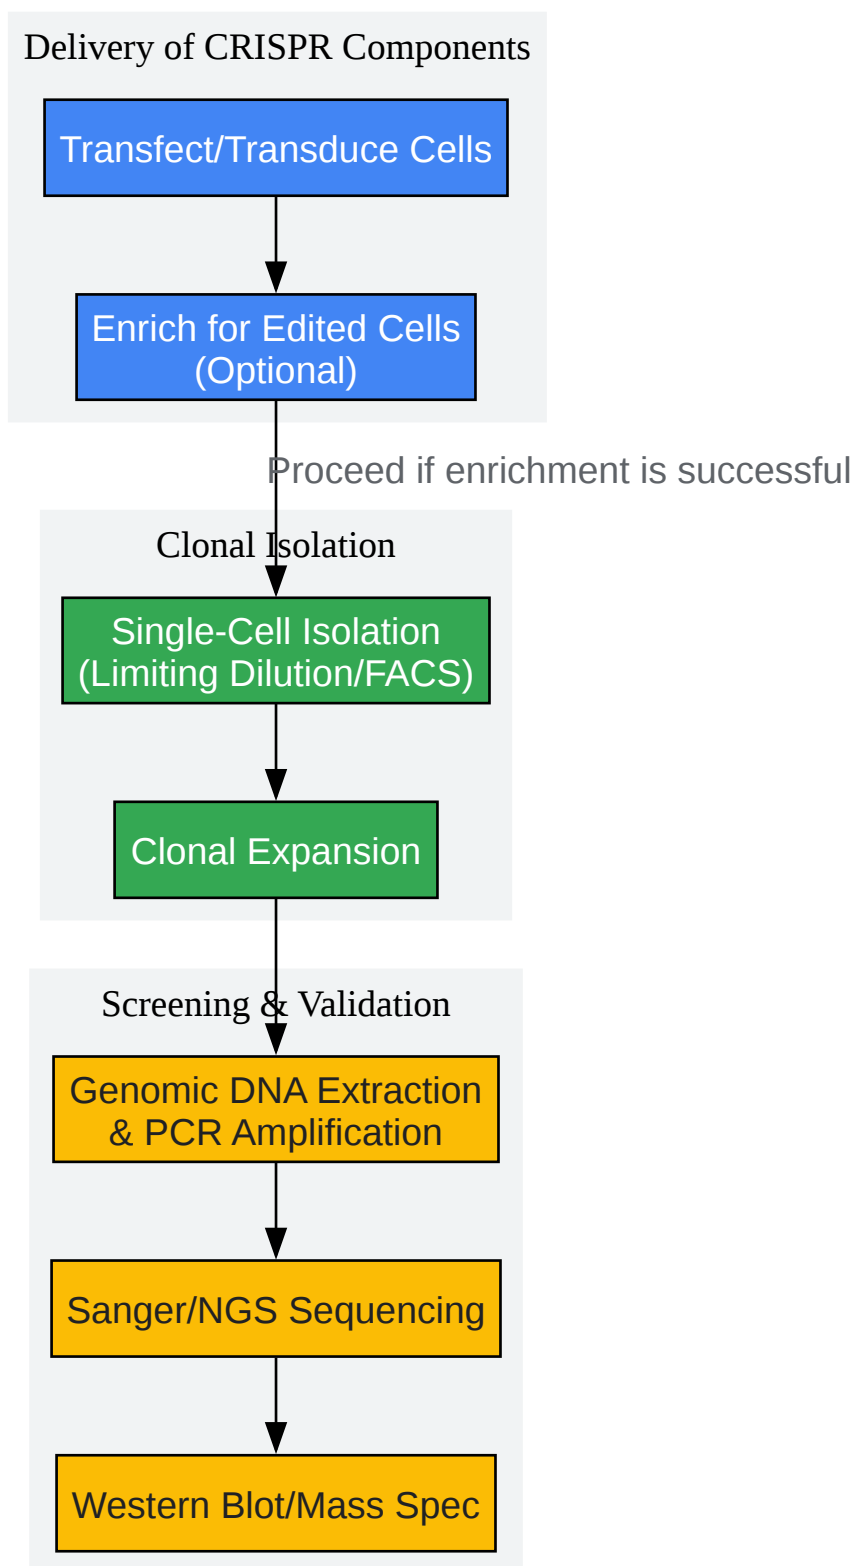 Delivery of CRISPR Components
Transfect/Transduce Cells
Enrich for Edited Cells
(Optional)
Proceed if enrichment is successful
Clonal Isolation
Single-Cell Isolation
(Limiting Dilution/FACS)
Clonal Expansion
Screening & Validation
Genomic DNA Extraction
& PCR Amplification
Sanger/NGS Sequencing
Western Blot/Mass Spec